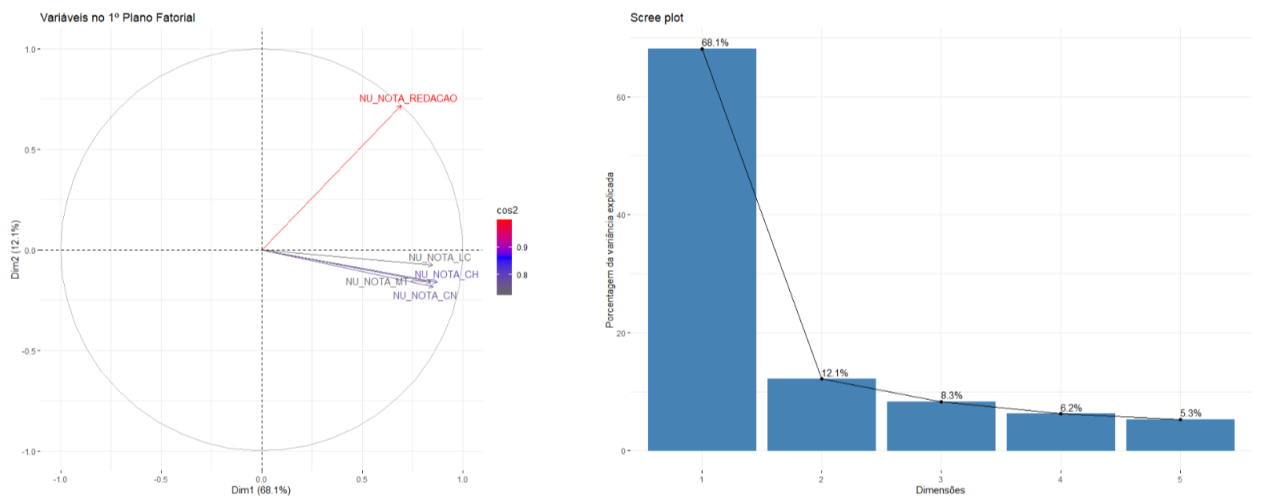 Variáveis no 1º Plano Fatorial
1.0
0.5
0.0
-0.5
-1.0
Dim2 (12.1%)
NU_NOTA_REDACAO
NU_NOTA_LC
NU_NOTA_CH
NU_NOTA_MT
NU_NOTA_CN
-1.0
-0.5
0.0
0.5
1.0
Dim1 (68.1%)
cos2
0.9
0.8
Scree plot
60
40
20
0
Porcentagem da variância explicada
68.1%
12.1%
8.3%
6.2%
5.3%
1
2
3
4
5
Dimensões